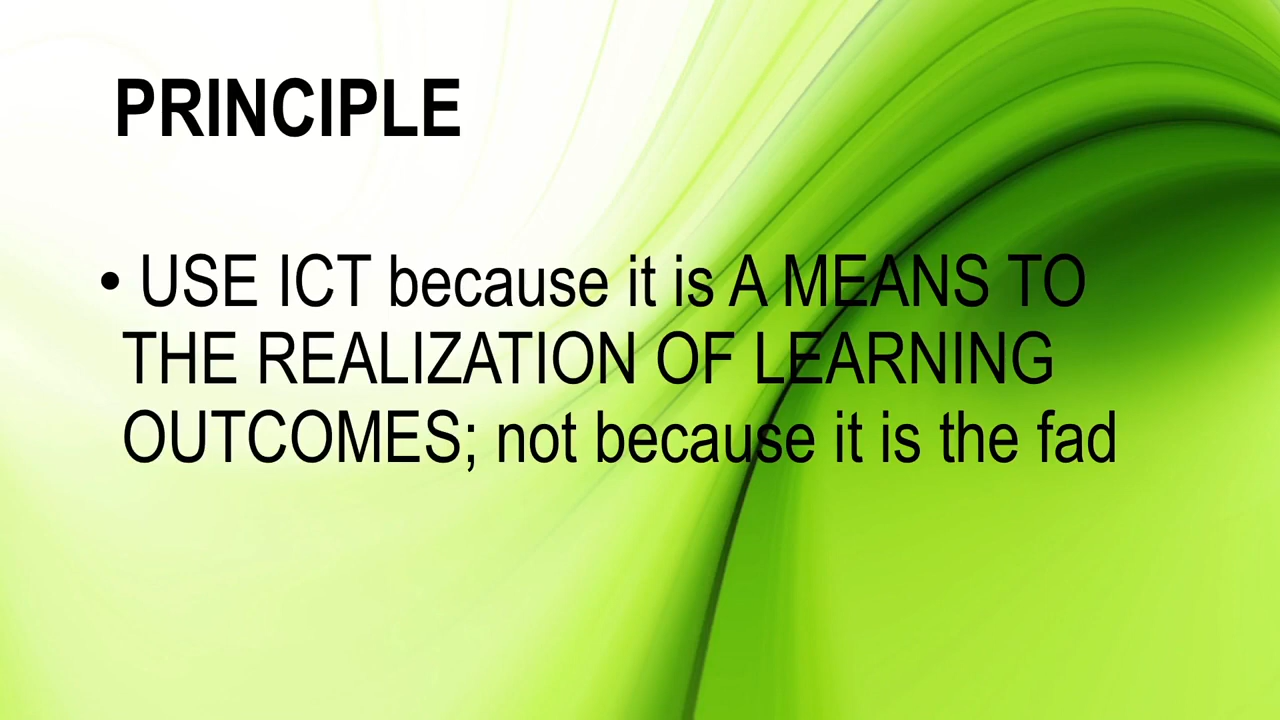 PRINCIPLE
• USE ICT because it is A MEANS TO
THE REALIZATION OF LEARNING
OUTCOMES; not because it is the fad